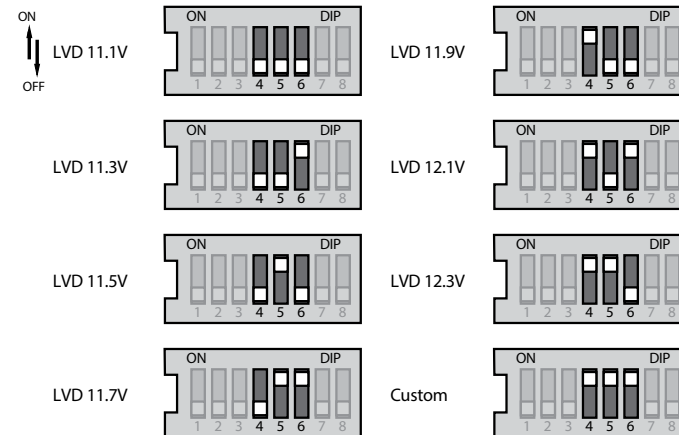 ON
OFF
LVD 11.1V
ON DIP
1 2 3 4 5 6 7 8
LVD 11.9V
ON DIP
1 2 3 4 5 6 7 8
LVD 11.3V
ON DIP
1 2 3 4 5 6 7 8
LVD 12.1V
ON DIP
1 2 3 4 5 6 7 8
LVD 11.5V
ON DIP
1 2 3 4 5 6 7 8
LVD 12.3V
ON DIP
1 2 3 4 5 6 7 8
LVD 11.7V
ON DIP
1 2 3 4 5 6 7 8
Custom
ON DIP
1 2 3 4 5 6 7 8